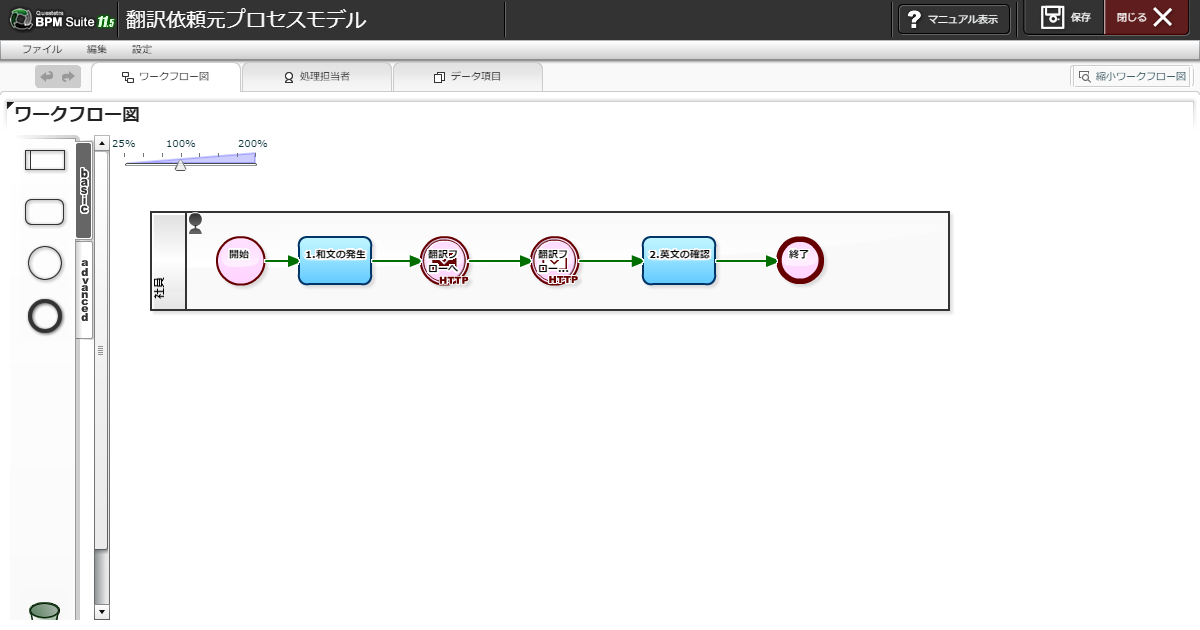 Questetra
BPM Suite 11.5
翻訳依頼元プロセスモデル
マニュアル表示
保存
閉じる
ファイル
編集
設定
ワークフロー図
処理担当者
データ項目
縮小ワークフロー図
ワークフロー図
25%
100%
200%
basic
advanced
社員
開始
1.和文の発生
翻訳フ
ローへ
HTTP
翻訳フ
ロー...
HTTP
2.英文の確認
終了